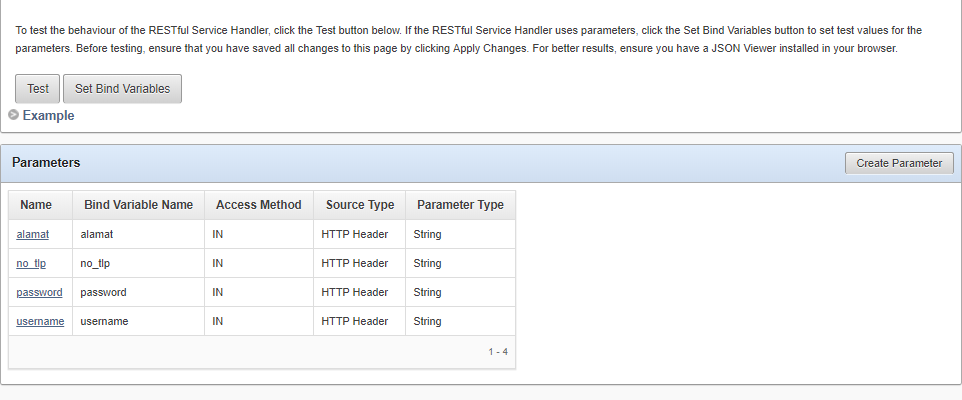 To test the behaviour of the RESTful Service Handler, click the Test button below. If the RESTful Service Handler uses parameters, click the Set Bind Variables button to set test values for the
parameters. Before testing, ensure that you have saved all changes to this page by clicking Apply Changes. For better results, ensure you have a JSON Viewer installed in your browser.
Test Set Bind Variables
Example
Parameters Create Parameter
Name Bind Variable Name Access Method Source Type Parameter Type
alamat alamat IN HTTP Header String
no_tlp no_tlp IN HTTP Header String
password password IN HTTP Header String
username username IN HTTP Header String
1 - 4